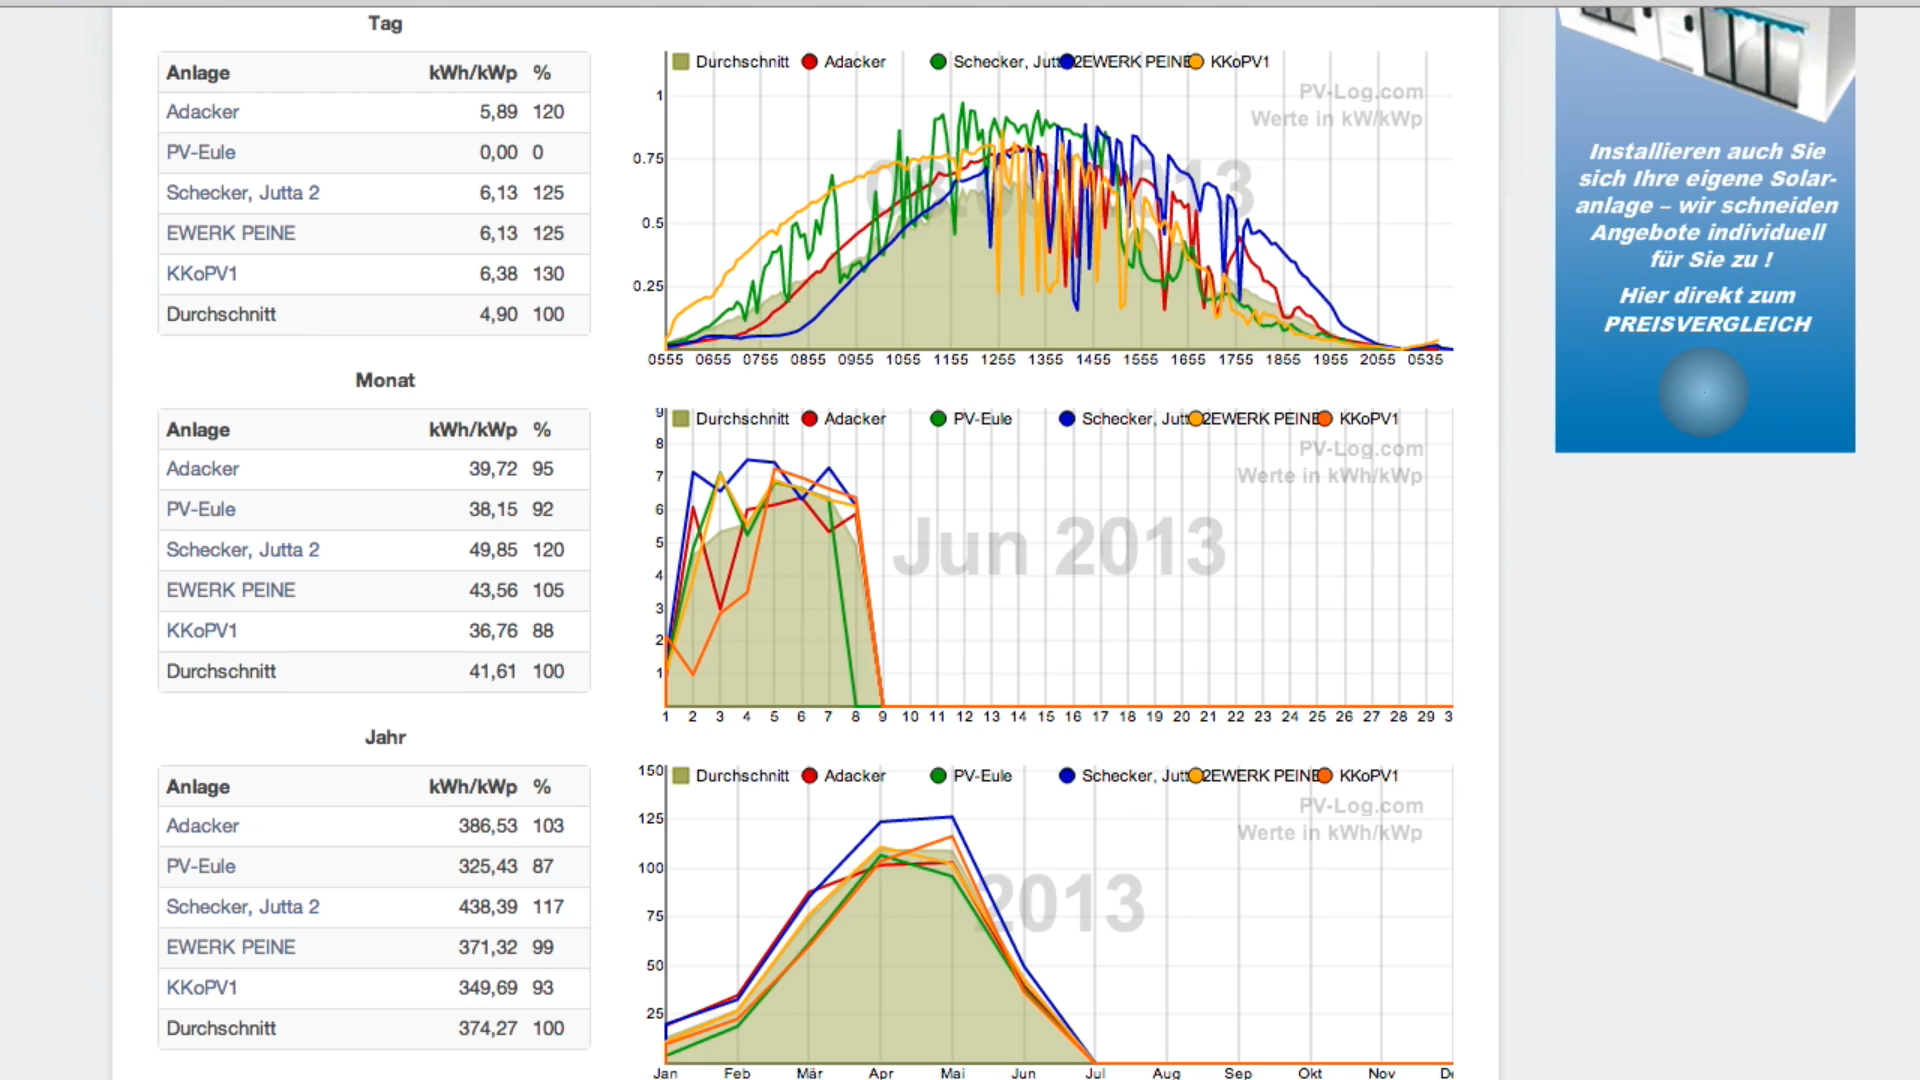 Tag
Anlage kWh/kWp %
Adacker 5,89 120
PV-Eule 0,00 0
Schecker, Jutta 2 6,13 125
EWERK PEINE 6,13 125
KKoPV1 6,38 130
Durchschnitt 4,90 100
Durchschnitt Adacker Schecker, Jutt 2EWERK PEINE KKoPV1
PV-Log.com
Werte in kW/kWp
2013
1
0.75
0.5
0.25
0555 0655 0755 0855 0955 1055 1155 1255 1355 1455 1555 1655 1755 1855 1955 2055 0535
Monat
Anlage kWh/kWp %
Adacker 39,72 95
PV-Eule 38,15 92
Schecker, Jutta 2 49,85 120
EWERK PEINE 43,56 105
KKoPV1 36,76 88
Durchschnitt 41,61 100
Durchschnitt Adacker PV-Eule Schecker, Jutt 2EWERK PEINE KKoPV1
PV-Log.com
Werte in kWh/kWp
Jun 2013
9
8
7
6
5
4
3
2
1
1 2 3 4 5 6 7 8 9 10 11 12 13 14 15 16 17 18 19 20 21 22 23 24 25 26 27 28 29 3
Jahr
Anlage kWh/kWp %
Adacker 386,53 103
PV-Eule 325,43 87
Schecker, Jutta 2 438,39 117
EWERK PEINE 371,32 99
KKoPV1 349,69 93
Durchschnitt 374,27 100
Durchschnitt Adacker PV-Eule Schecker, Jutt 2EWERK PEINE KKoPV1
PV-Log.com
Werte in kWh/kWp
2013
150
125
100
75
50
25
Jan Feb Mär Apr Mai Jun Jul Aug Sep Okt Nov D
Installieren auch Sie
sich Ihre eigene Solar-
anlage – wir schneiden
Angebote individuell
für Sie zu !
Hier direkt zum
PREISVERGLEICH